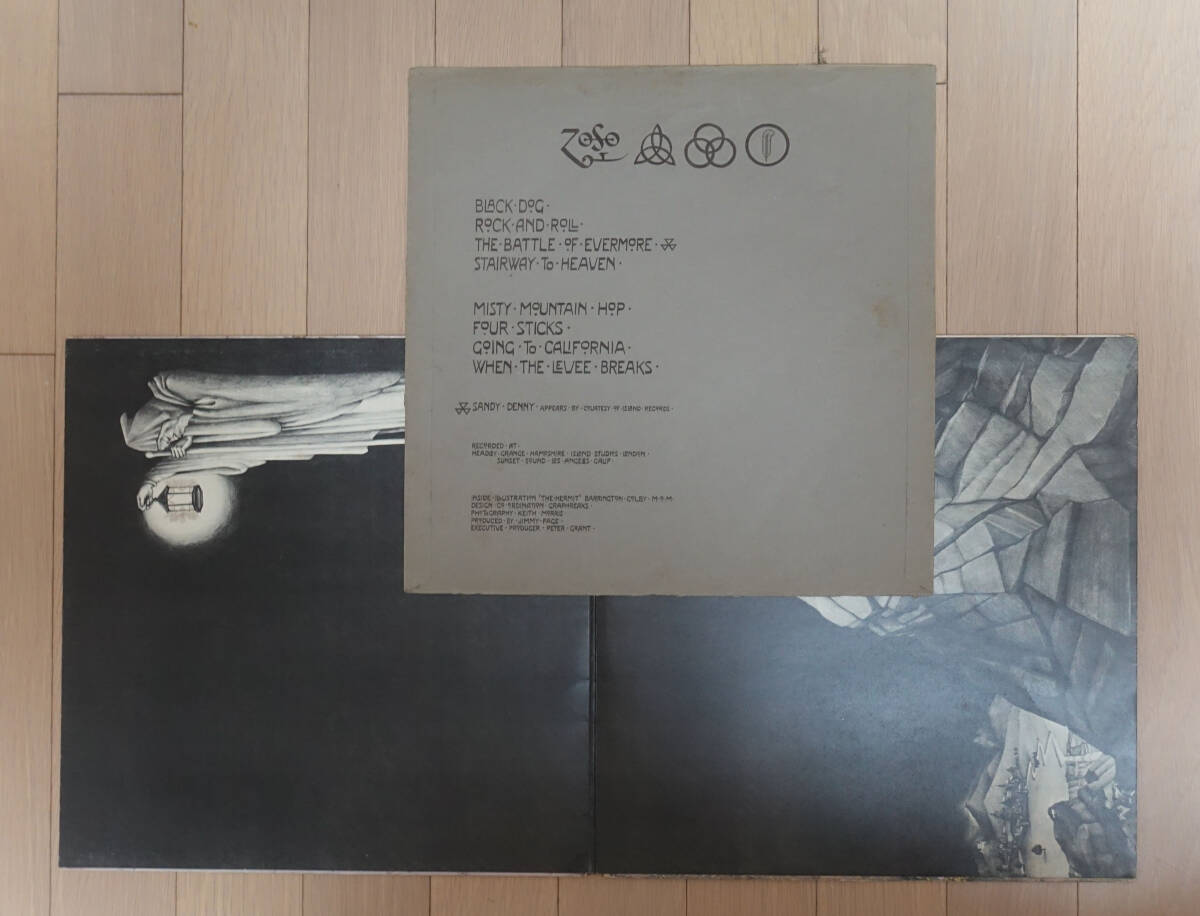 ZoSo
BLACK·DOG·
ROCK·AND·ROLL·
THE·BATTLE·OF·EVERMORE·
STAIRWAY·TO·HEAVEN·
MISTY·MOUNTAIN·HOP·
FOUR·STICKS·
GOING·TO·CALIFORNIA·
WHEN·THE·LEVEE·BREAKS·
SANDY·DENNY·APPEARS·BY·COURTESY·OF·ISLAND·RECORDS·
RECORDED·AT·
HEADLEY·GRANGE·HAMPSHIRE·ISLAND·STUDIOS·LONDON·
SUNSET·SOUND·LOS·ANGELES·CALIF·
INSIDE·ILLUSTRATION·"THE·HERMIT"·BARRINGTON·COLBY·M·O·M·
DESIGN·CO-ORDINATION·GRAPHREAKS·
PHOTOGRAPHY·KEITH·MORRIS
PRODUCED·BY·JIMMY·PAGE·
EXECUTIVE·PRODUCER·PETER·GRANT·